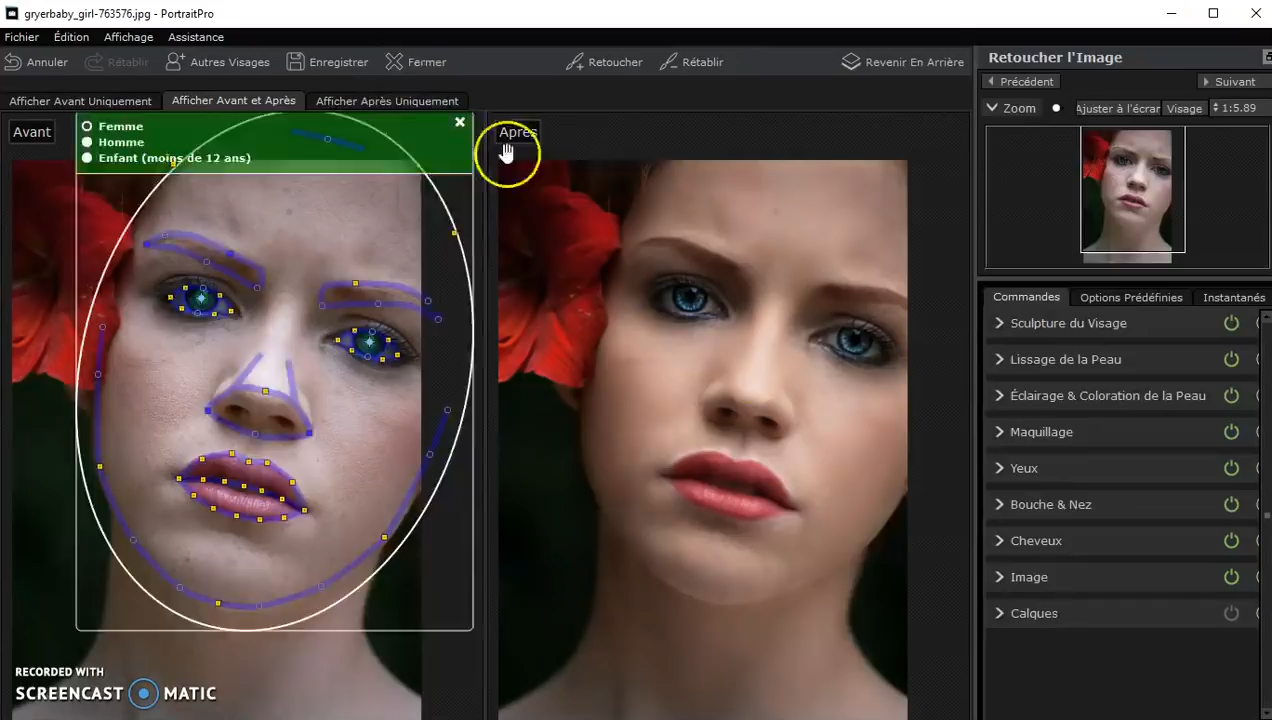 gryerbaby_girl-763576.jpg - PortraitPro
Fichier Édition Affichage Assistance
Annuler Rétablir Autres Visages Enregistrer Fermer Retoucher Rétablir Revenir En Arrière
Afficher Avant Uniquement Afficher Avant et Après Afficher Après Uniquement
Avant
Femme
Homme
Enfant (moins de 12 ans)
Après
RECORDED WITH
SCREENCAST MATIC
Retoucher l'Image
Précédent Suivant
Zoom Ajuster à l'écran Visage 1:5.89
Commandes Options Prédéfinies Instantanés
Sculpture du Visage
Lissage de la Peau
Éclairage & Coloration de la Peau
Maquillage
Yeux
Bouche & Nez
Cheveux
Image
Calques